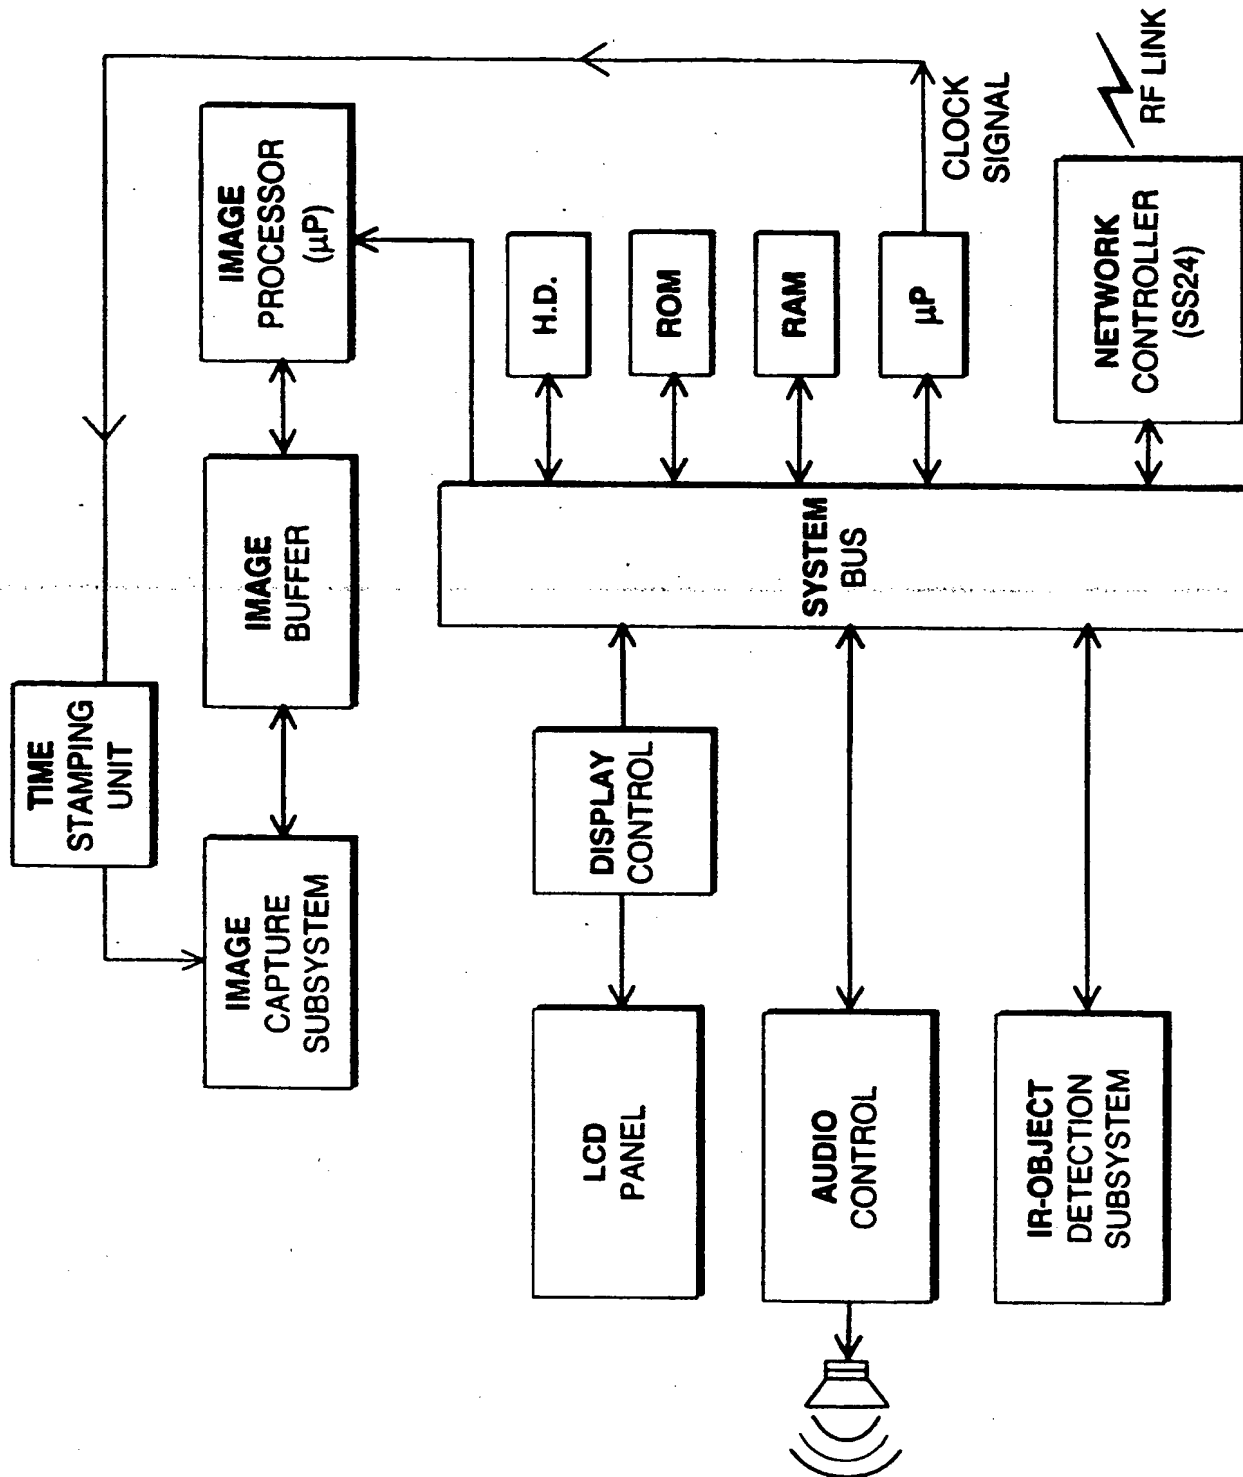 TIME
STAMPING
UNIT
IMAGE
CAPTURE
SUBSYSTEM
IMAGE
BUFFER
IMAGE
PROCESSOR
(µP)
LCD
PANEL
DISPLAY
CONTROL
H.D.
ROM
RAM
µP
CLOCK
SIGNAL
SYSTEM
BUS
AUDIO
CONTROL
IR-OBJECT
DETECTION
SUBSYSTEM
NETWORK
CONTROLLER
(SS24)
RF LINK